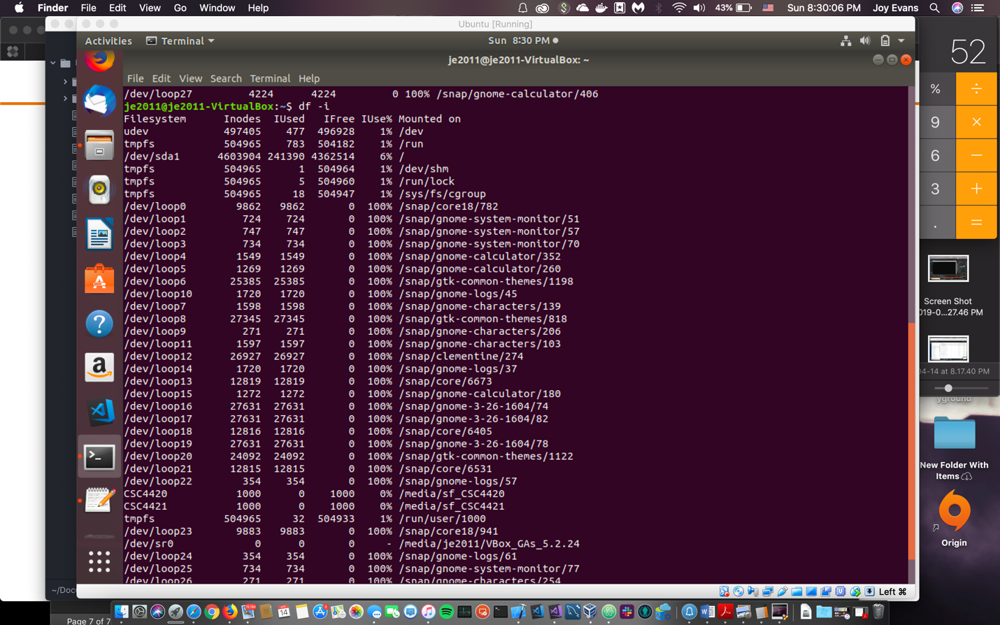 Finder File Edit View Go Window Help 43% Sun 8:30:06 PM Joy Evans
Ubuntu [Running]
Activities Terminal Sun 8:30 PM
je2011@je2011-VirtualBox: ~
File Edit View Search Terminal Help
/dev/loop27 4224 4224 0 100% /snap/gnome-calculator/406
je2011@je2011-VirtualBox:~$ df -i
Filesystem Inodes IUsed IFree IUse% Mounted on
udev 497405 477 496928 1% /dev
tmpfs 504965 783 504182 1% /run
/dev/sda1 4603904 241390 4362514 6% /
tmpfs 504965 1 504964 1% /dev/shm
tmpfs 504965 5 504960 1% /run/lock
tmpfs 504965 18 504947 1% /sys/fs/cgroup
/dev/loop0 9862 9862 0 100% /snap/core18/782
/dev/loop1 724 724 0 100% /snap/gnome-system-monitor/51
/dev/loop2 747 747 0 100% /snap/gnome-system-monitor/57
/dev/loop3 734 734 0 100% /snap/gnome-system-monitor/70
/dev/loop4 1549 1549 0 100% /snap/gnome-calculator/352
/dev/loop5 1269 1269 0 100% /snap/gnome-calculator/260
/dev/loop6 25385 25385 0 100% /snap/gtk-common-themes/1198
/dev/loop10 1720 1720 0 100% /snap/gnome-logs/45
/dev/loop7 1598 1598 0 100% /snap/gnome-characters/139
/dev/loop8 27345 27345 0 100% /snap/gtk-common-themes/818
/dev/loop9 271 271 0 100% /snap/gnome-characters/206
/dev/loop11 1597 1597 0 100% /snap/gnome-characters/103
/dev/loop12 26927 26927 0 100% /snap/clementine/274
/dev/loop14 1720 1720 0 100% /snap/gnome-logs/37
/dev/loop13 12819 12819 0 100% /snap/core/6673
/dev/loop15 1272 1272 0 100% /snap/gnome-calculator/180
/dev/loop16 27631 27631 0 100% /snap/gnome-3-26-1604/74
/dev/loop17 27631 27631 0 100% /snap/gnome-3-26-1604/82
/dev/loop18 12816 12816 0 100% /snap/core/6405
/dev/loop19 27631 27631 0 100% /snap/gnome-3-26-1604/78
/dev/loop20 24092 24092 0 100% /snap/gtk-common-themes/1122
/dev/loop21 12815 12815 0 100% /snap/core/6531
/dev/loop22 354 354 0 100% /snap/gnome-logs/57
CSC4420 1000 0 1000 0% /media/sf_CSC4420
CSC4421 1000 0 1000 0% /media/sf_CSC4421
tmpfs 504965 32 504933 1% /run/user/1000
/dev/loop23 9883 9883 0 100% /snap/core18/941
/dev/sr0 0 0 0 - /media/je2011/VBox_GAs_5.2.24
/dev/loop24 354 354 0 100% /snap/gnome-logs/61
/dev/loop25 734 734 0 100% /snap/gnome-system-monitor/77
/dev/loop26 271 271 0 100% /snap/gnome-characters/254
Left ⌘
52
% ÷
9 ×
6 −
3 +
. =
Screen Shot
019-0...27.46 PM
04-14 at 8.17.40 PM
yground
New Folder With
Items
Origin
~/Docu
Page 7 of 7
14